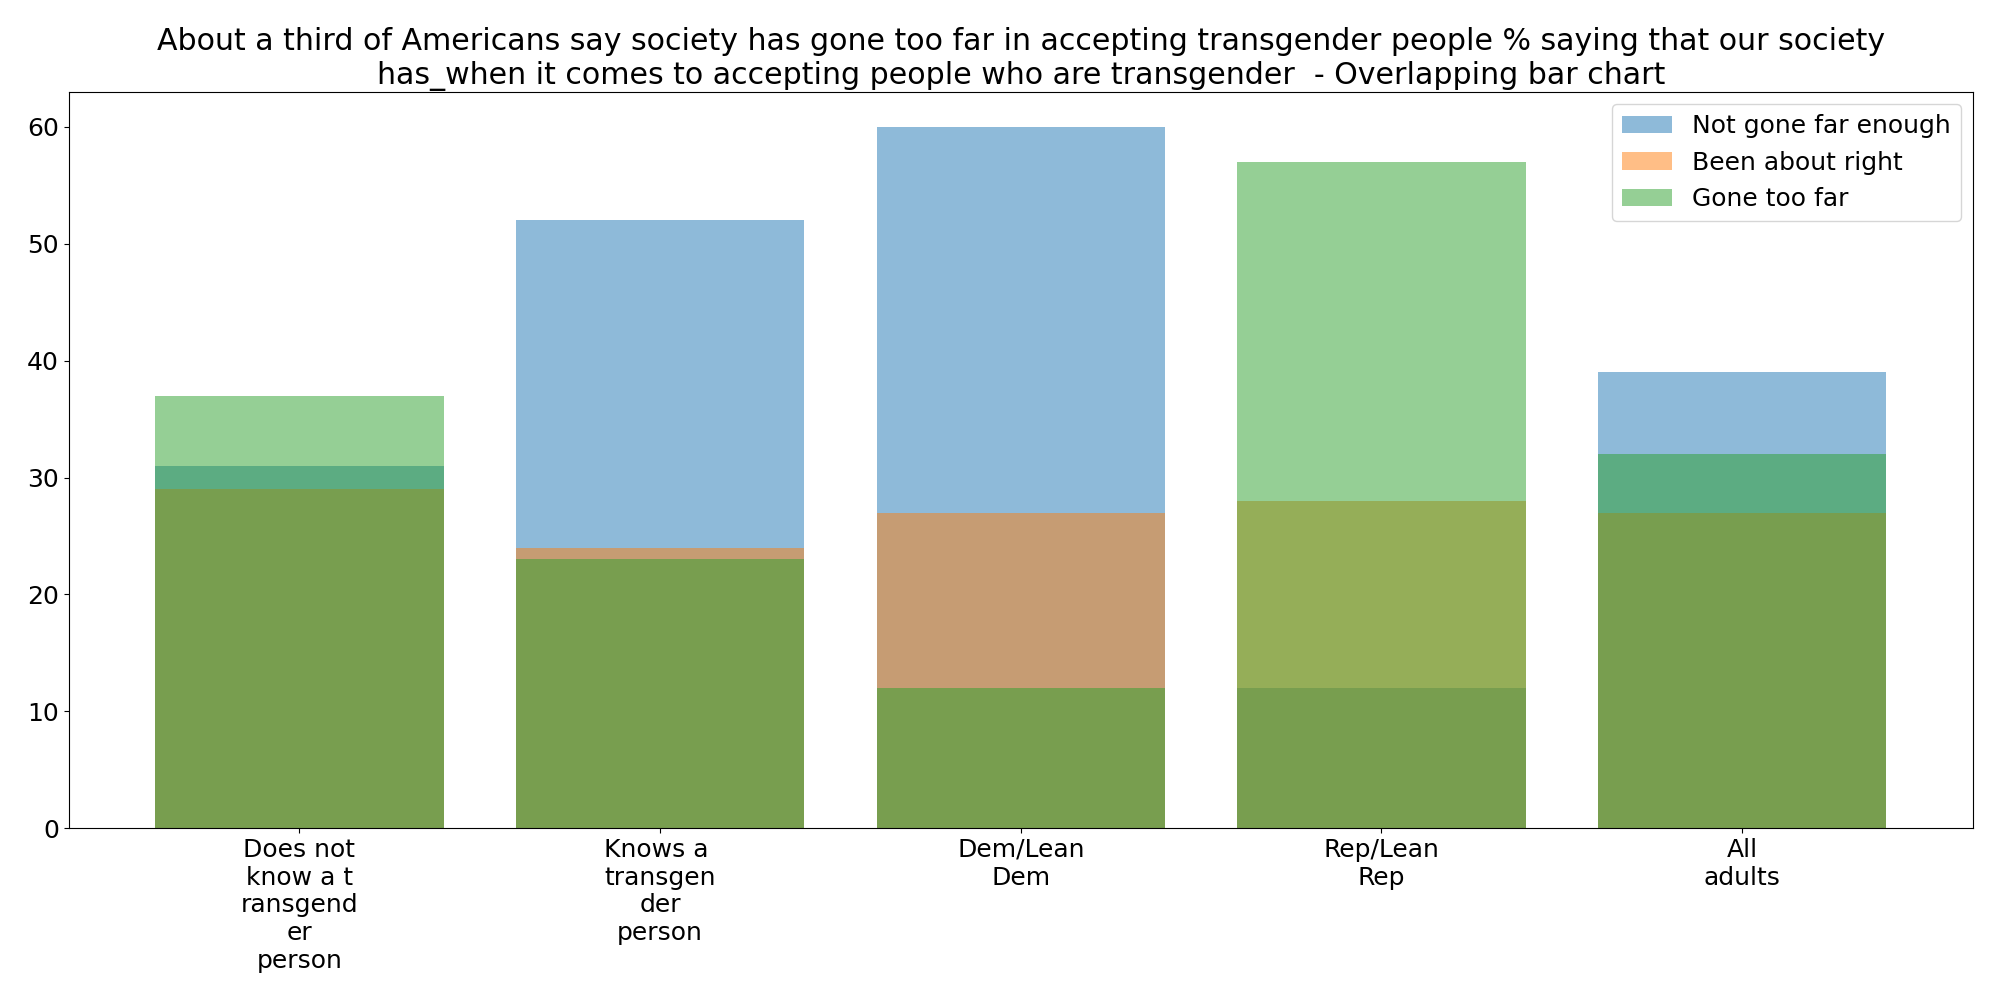 About a third of Americans say society has gone too far in accepting transgender people % saying that our society
has_when it comes to accepting people who are transgender  - Overlapping bar chart
Not gone far enough
Been about right
Gone too far
60
50
40
30
20
10
0
Does not
know a t
ransgend
er
person
Knows a
transgen
der
person
Dem/Lean
Dem
Rep/Lean
Rep
All
adults